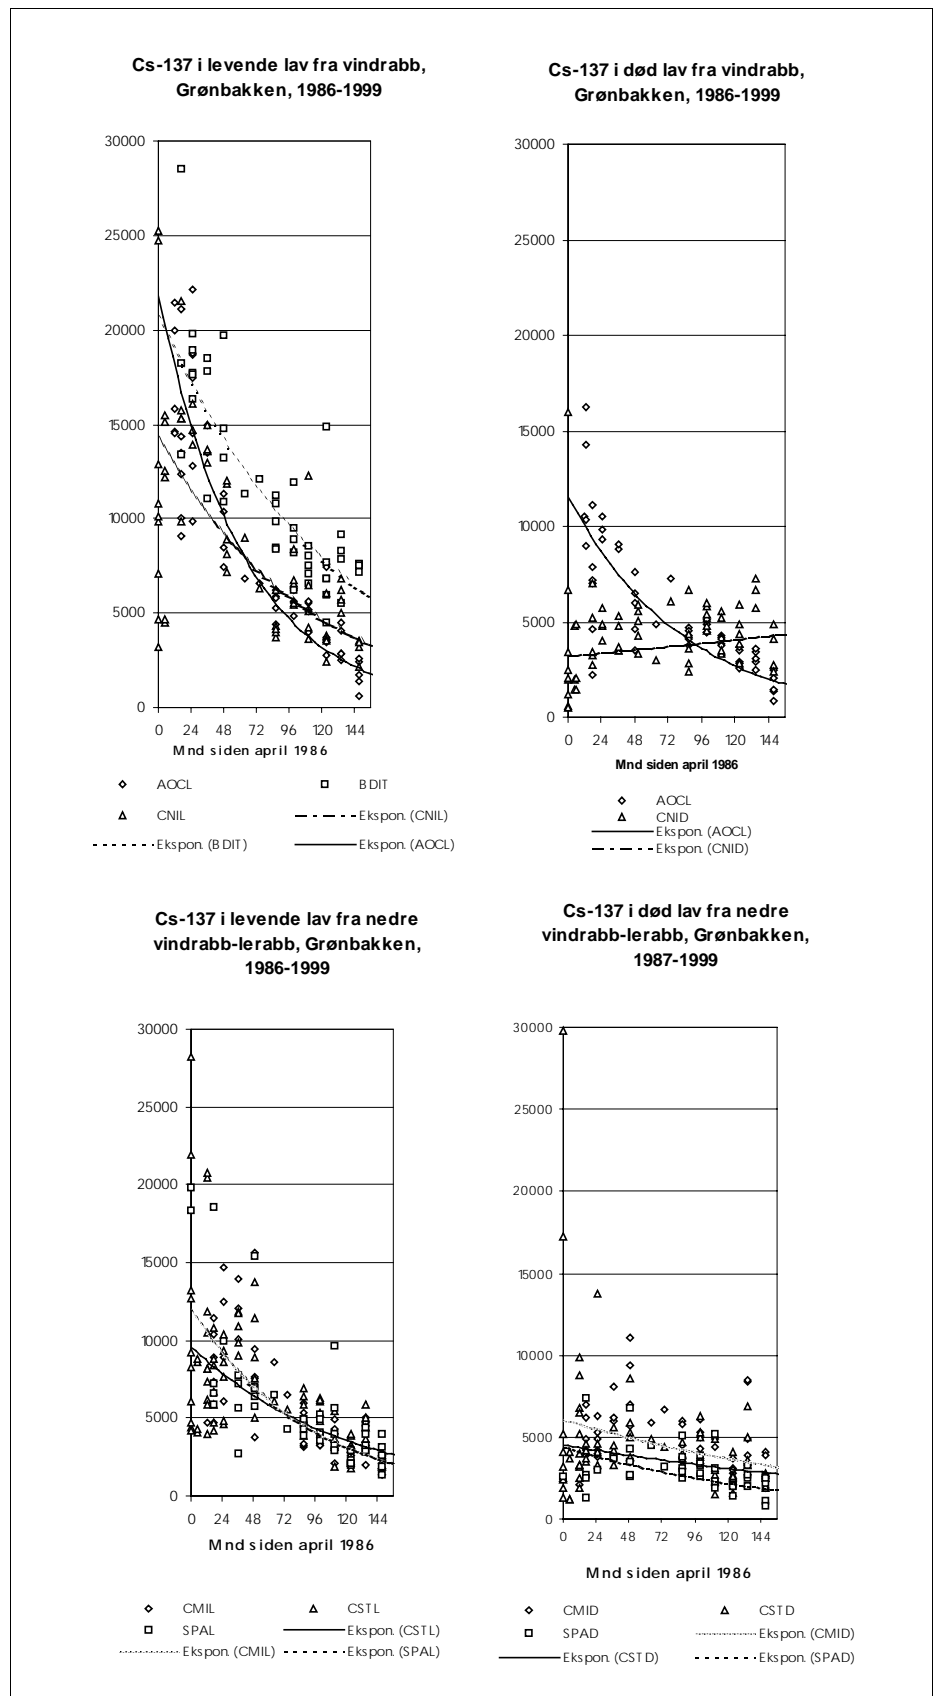 Cs-137 i levende lav fra vindrabb,
Grønbakken, 1986-1999
30000
25000
20000
15000
10000
5000
0
0 24 48 72 96 120 144
Mnd siden april 1986
AOCL BDIT
CNIL Ekspon. (CNIL)
Ekspon. (BDIT) Ekspon. (AOCL)
Cs-137 i død lav fra vindrabb,
Grønbakken, 1986-1999
30000
25000
20000
15000
10000
5000
0
0 24 48 72 96 120 144
Mnd siden april 1986
AOCL
CNID
Ekspon. (AOCL)
Ekspon. (CNID)
Cs-137 i levende lav fra nedre
vindrabb-lerabb, Grønbakken,
1986-1999
30000
25000
20000
15000
10000
5000
0
0 24 48 72 96 120 144
Mnd siden april 1986
CMIL CSTL
SPAL Ekspon. (CSTL)
Ekspon. (CMIL) Ekspon. (SPAL)
Cs-137 i død lav fra nedre
vindrabb-lerabb, Grønbakken,
1987-1999
30000
25000
20000
15000
10000
5000
0
0 24 48 72 96 120 144
Mnd siden april 1986
CMID CSTD
SPAD Ekspon. (CMID)
Ekspon. (CSTD) Ekspon. (SPAD)